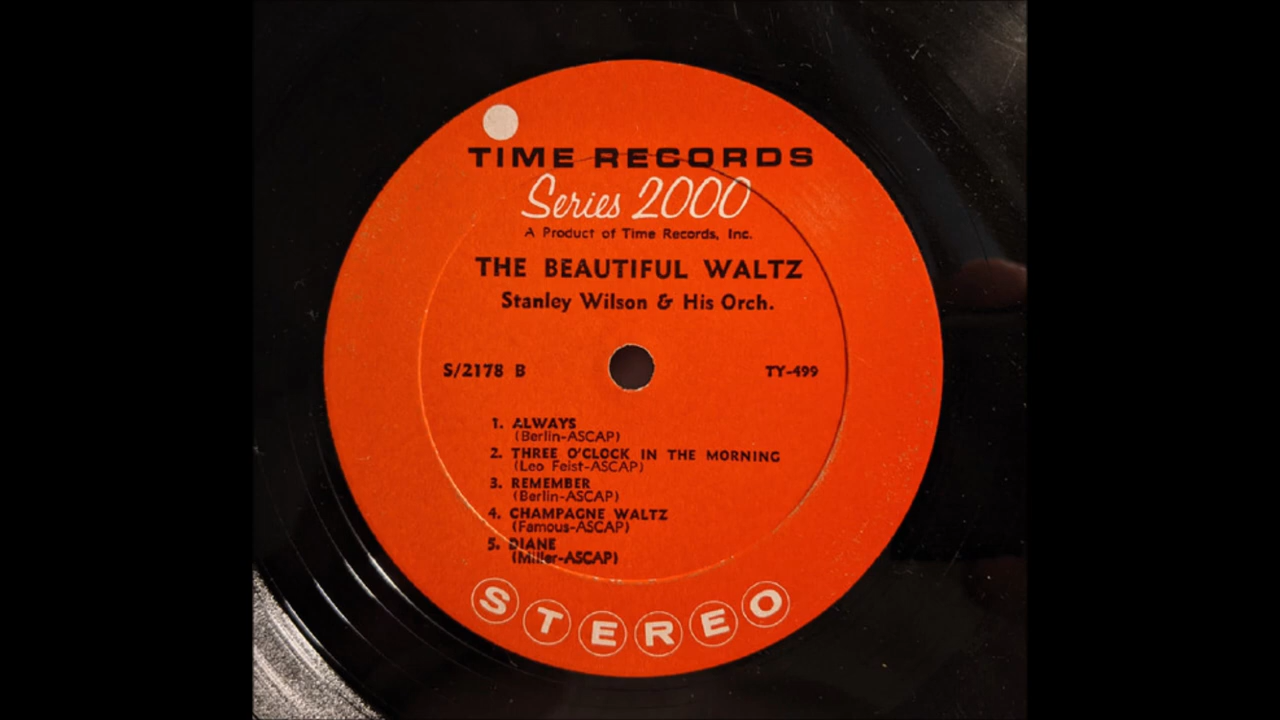 TIME RECORDS
Series 2000
A Product of Time Records, Inc.
THE BEAUTIFUL WALTZ
Stanley Wilson & His Orch.
S/2178 B TY-499
1. ALWAYS
(Berlin-ASCAP)
2. THREE O'CLOCK IN THE MORNING
(Leo Feist-ASCAP)
3. REMEMBER
(Berlin-ASCAP)
4. CHAMPAGNE WALTZ
(Famous-ASCAP)
5. DIANE
(Miller-ASCAP)
STEREO